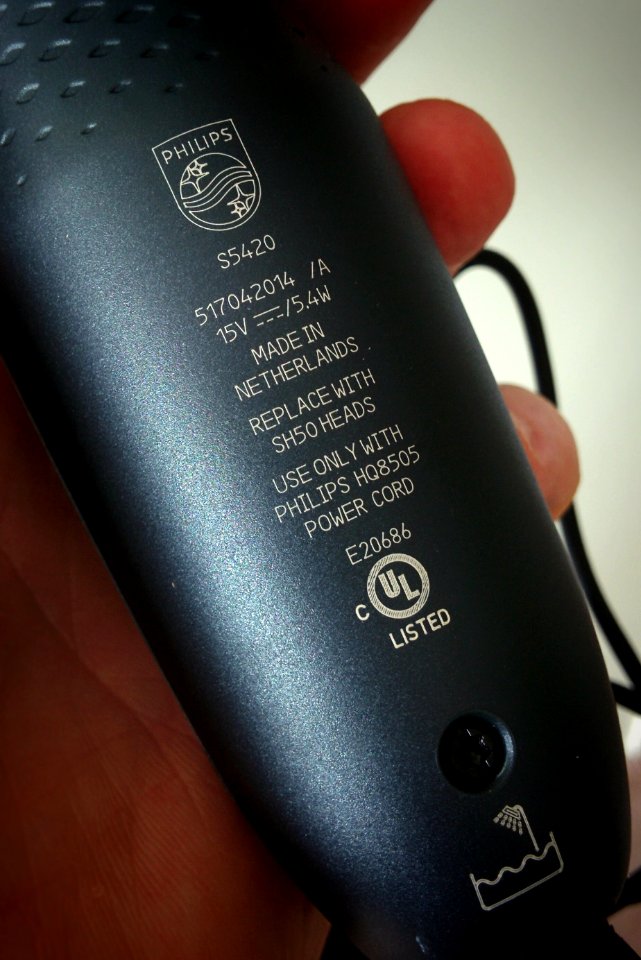 PHILIPS
S5420
517042014 /A
15V ⎓/5.4W
MADE IN
NETHERLANDS
REPLACE WITH
SH50 HEADS
USE ONLY WITH
PHILIPS HQ8505
POWER CORD
E20686
C UL
LISTED